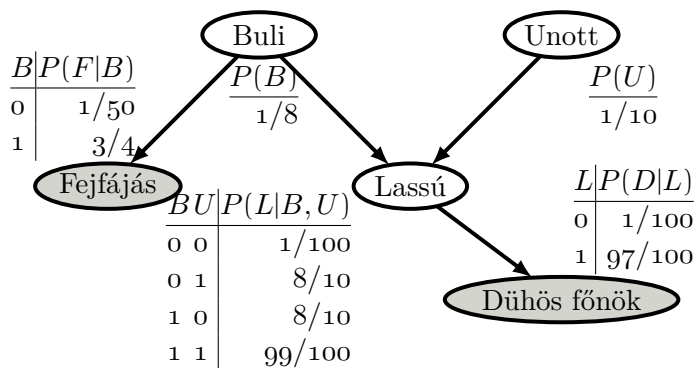 Buli
Unott
B P(F|B)
0 1/50
1 3/4
P(B)
1/8
P(U)
1/10
Fejfájás
Lassú
B U P(L|B, U)
0 0 1/100
0 1 8/10
1 0 8/10
1 1 99/100
L P(D|L)
0 1/100
1 97/100
Dühös főnök